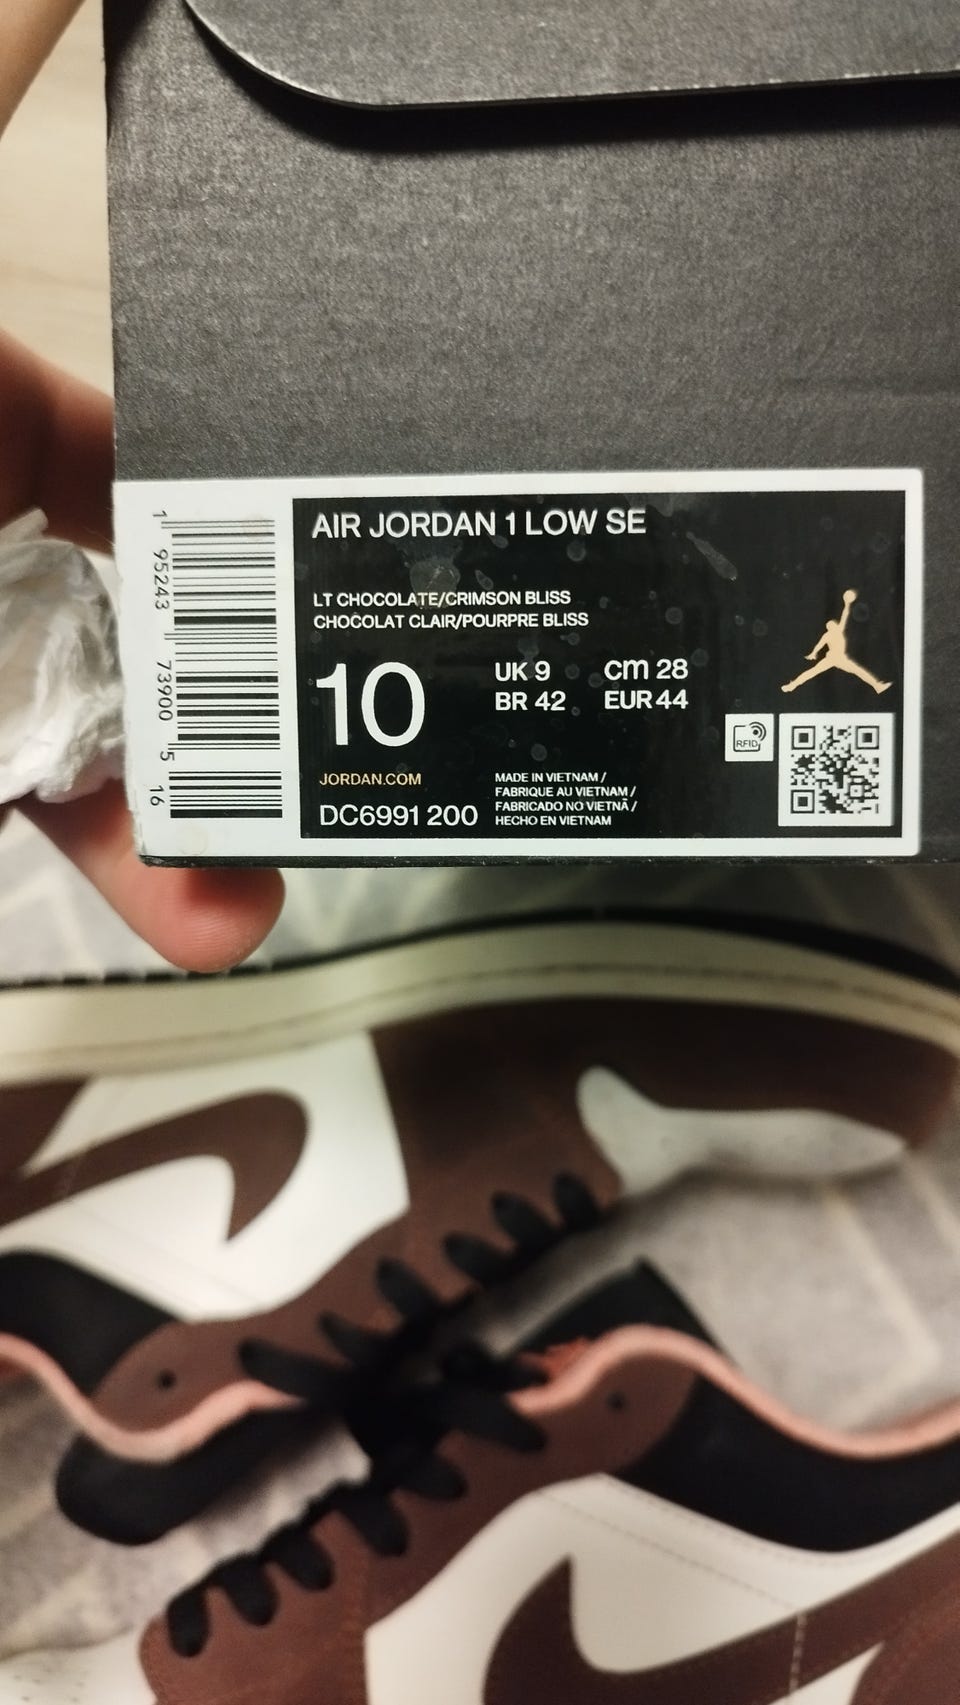 AIR JORDAN 1 LOW SE
LT CHOCOLATE/CRIMSON BLISS
CHOCOLAT CLAIR/POURPRE BLISS
10
UK 9 cm 28
BR 42 EUR 44
RFID
JORDAN.COM
DC6991 200
MADE IN VIETNAM /
FABRIQUE AU VIETNAM /
FABRICADO NO VIETNÃ /
HECHO EN VIETNAM
1 95243 73900 5 16